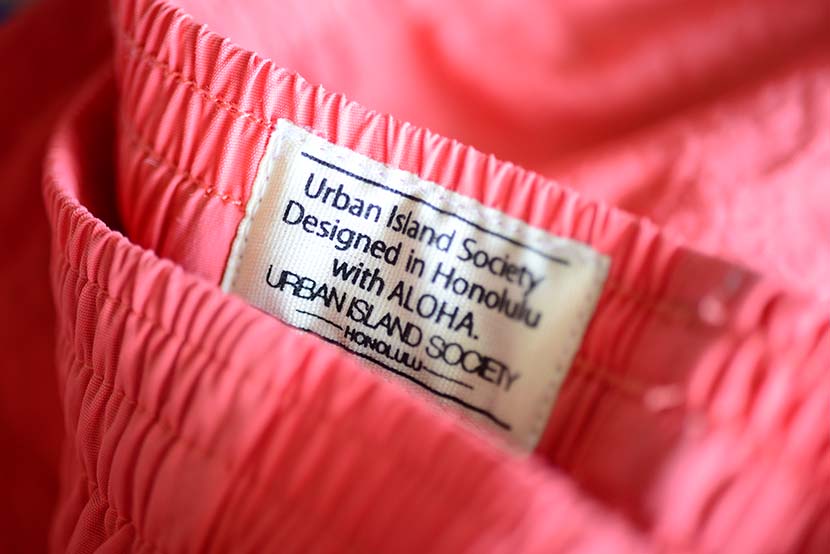 Urban Island Society
Designed in Honolulu
with ALOHA.
URBAN ISLAND SOCIETY
HONOLULU